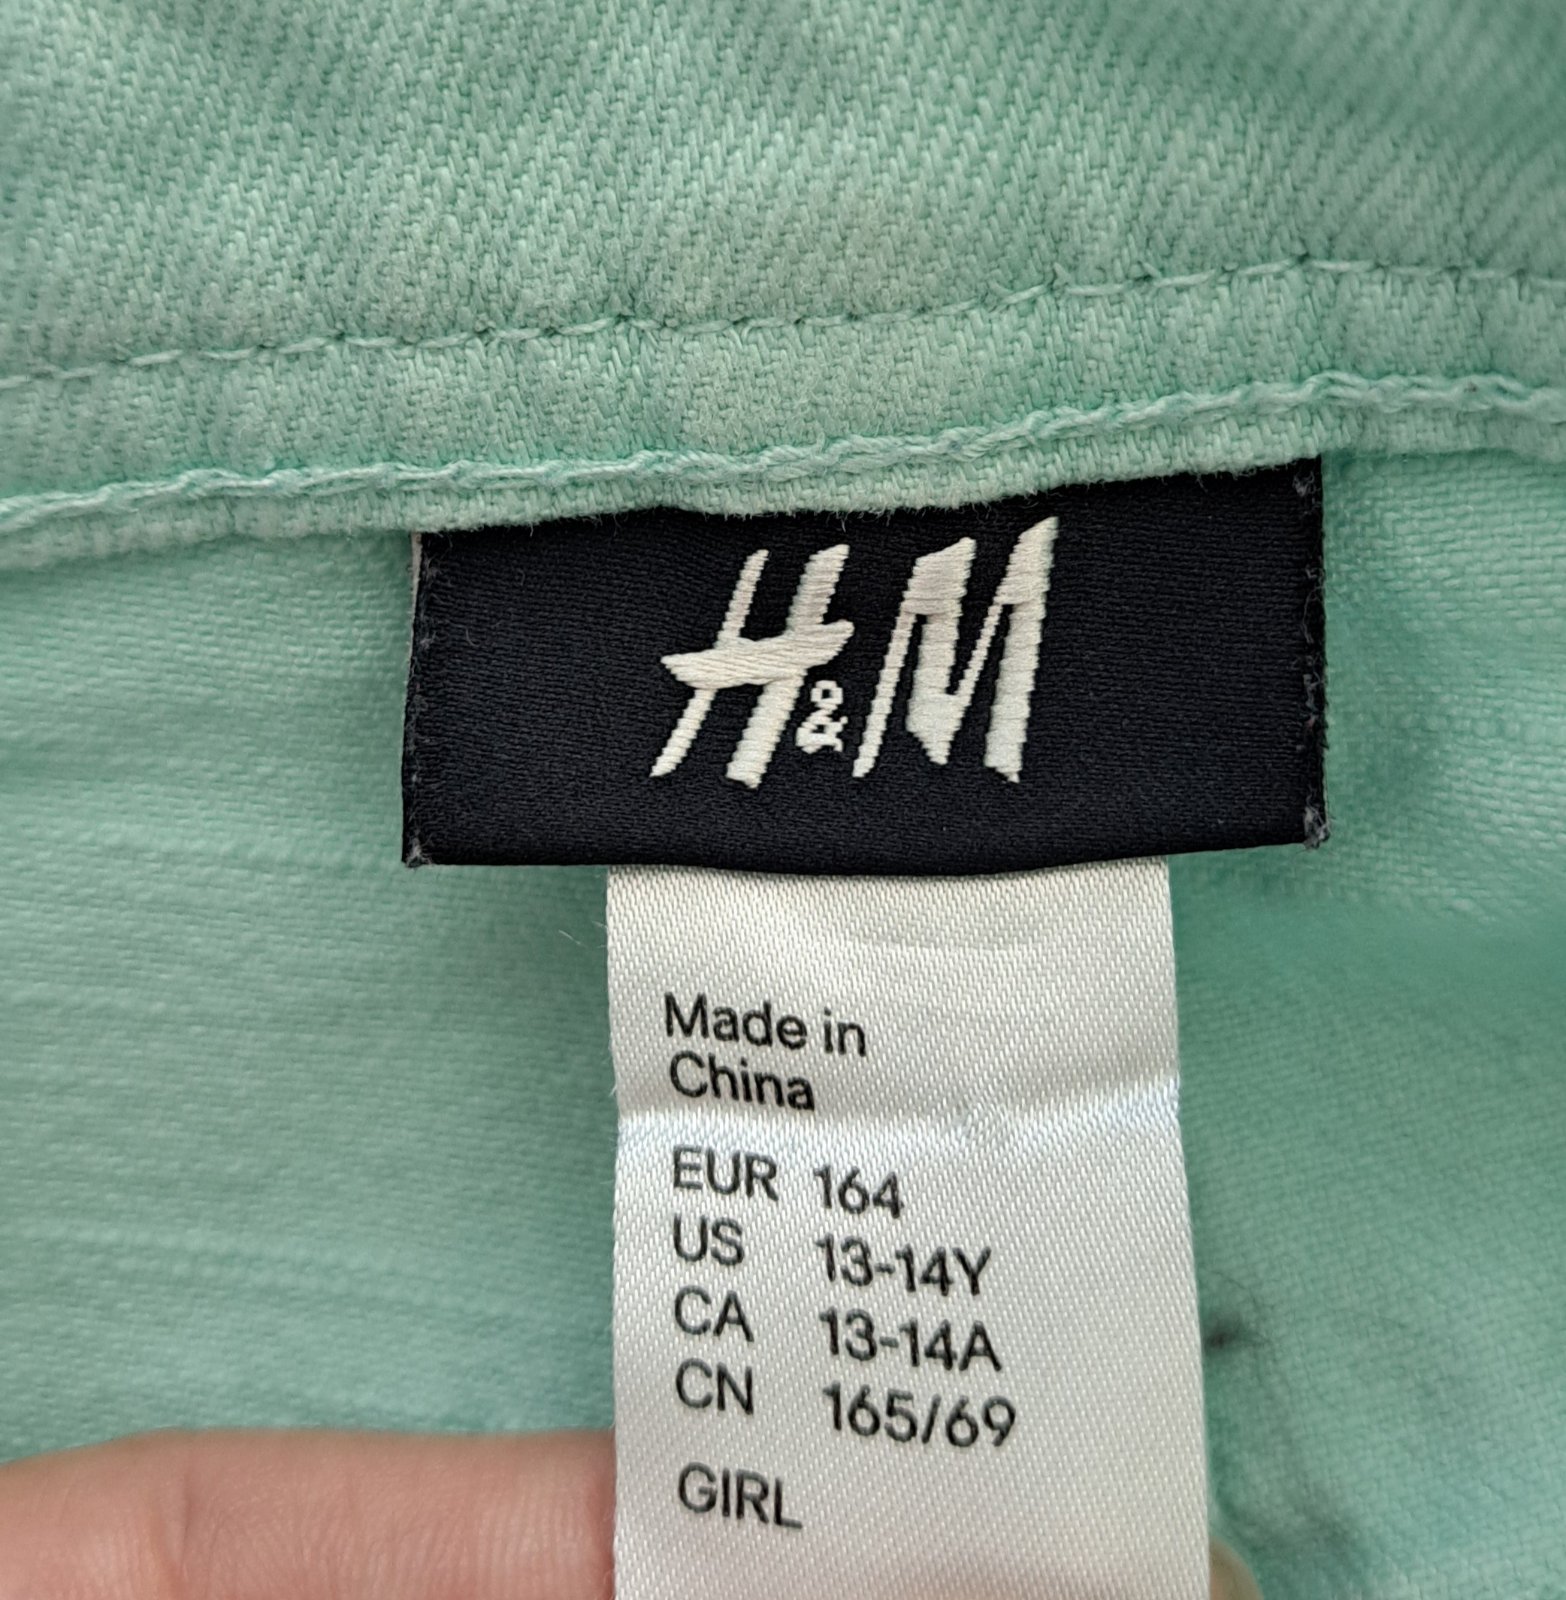 H&M
Made in
China
EUR 164
US 13-14Y
CA 13-14A
CN 165/69
GIRL